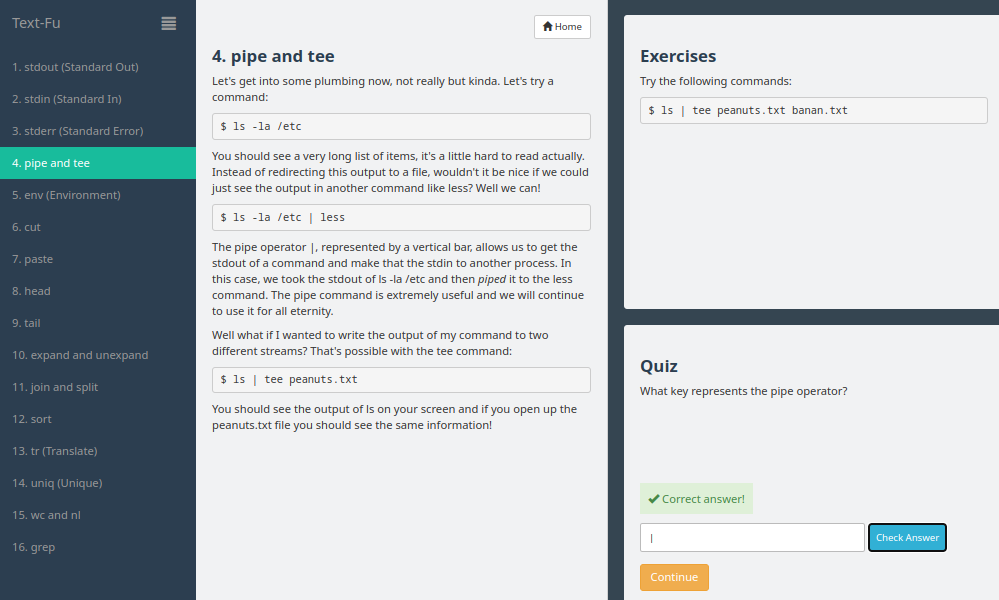 Text-Fu
1. stdout (Standard Out)
2. stdin (Standard In)
3. stderr (Standard Error)
4. pipe and tee
5. env (Environment)
6. cut
7. paste
8. head
9. tail
10. expand and unexpand
11. join and split
12. sort
13. tr (Translate)
14. uniq (Unique)
15. wc and nl
16. grep
Home
4. pipe and tee
Let's get into some plumbing now, not really but kinda. Let's try a
command:
$ ls -la /etc
You should see a very long list of items, it's a little hard to read actually.
Instead of redirecting this output to a file, wouldn't it be nice if we could
just see the output in another command like less? Well we can!
$ ls -la /etc | less
The pipe operator |, represented by a vertical bar, allows us to get the
stdout of a command and make that the stdin to another process. In
this case, we took the stdout of ls -la /etc and then piped it to the less
command. The pipe command is extremely useful and we will continue
to use it for all eternity.
Well what if I wanted to write the output of my command to two
different streams? That's possible with the tee command:
$ ls | tee peanuts.txt
You should see the output of ls on your screen and if you open up the
peanuts.txt file you should see the same information!
Exercises
Try the following commands:
$ ls | tee peanuts.txt banan.txt
Quiz
What key represents the pipe operator?
Correct answer!
|
Check Answer
Continue